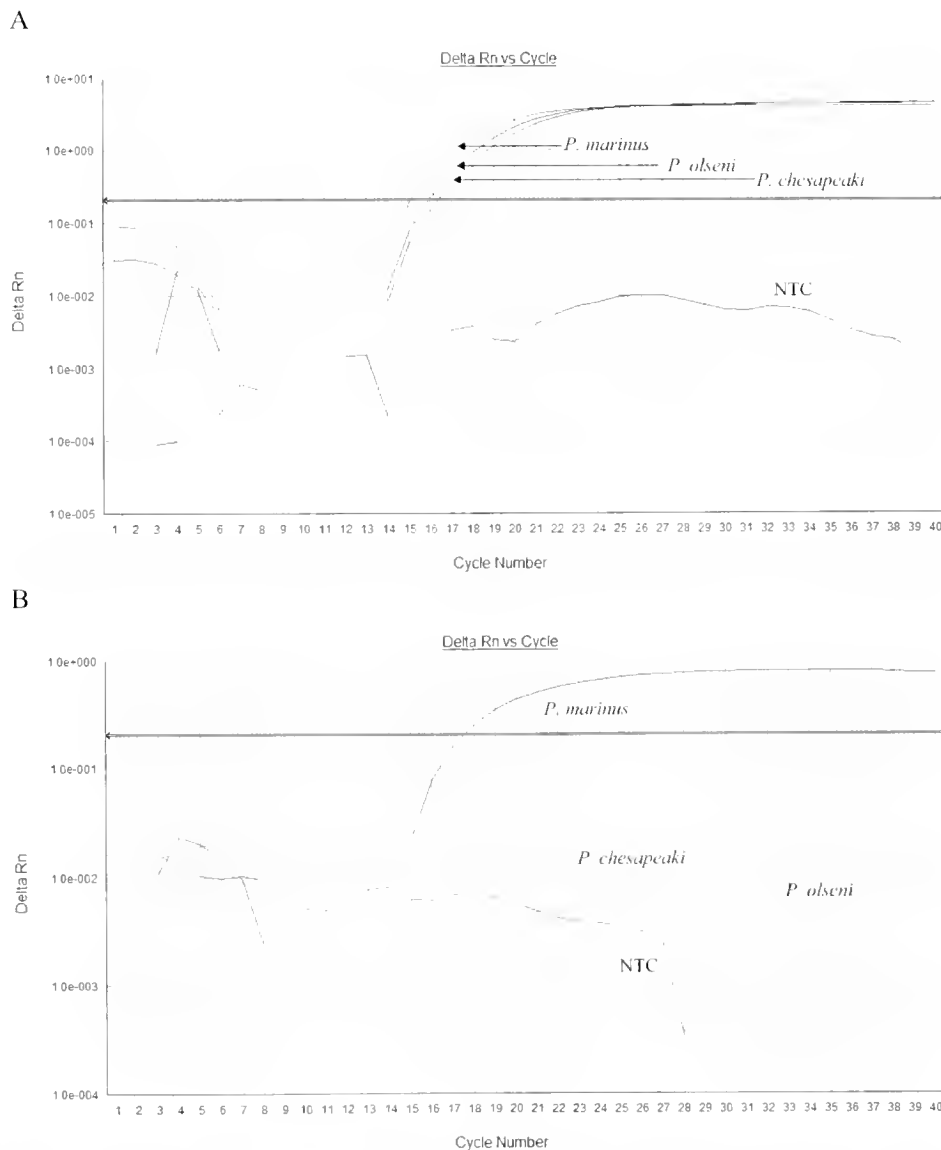 A
Delta Rn vs Cycle
1 0e+001
1 0e+000
1 0e-001
1 0e-002
1 0e-003
1 0e-004
1 0e-005
Delta Rn
P. marinus
P. olseni
P. chesapeaki
NTC
1 2 3 4 5 6 7 8 9 10 11 12 13 14 15 16 17 18 19 20 21 22 23 24 25 26 27 28 29 30 31 32 33 34 35 36 37 38 39 40
Cycle Number
B
Delta Rn vs Cycle
1 0e+000
1 0e-001
1 0e-002
1 0e-003
1 0e-004
Delta Rn
P. marinus
P chesapeaki
P olseni
NTC
1 2 3 4 5 6 7 8 9 10 11 12 13 14 15 16 17 18 19 20 21 22 23 24 25 26 27 28 29 30 31 32 33 34 35 36 37 38 39 40
Cycle Number